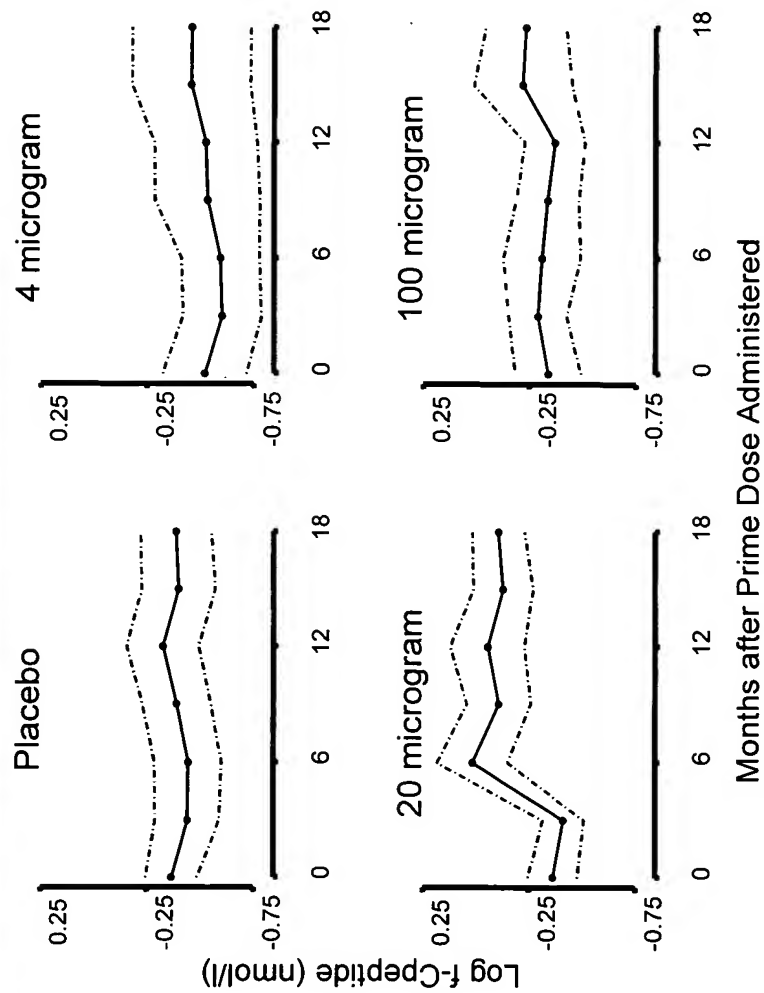 Placebo
4 microgram
0.25
-0.25
-0.75
0 6 12 18
0.25
-0.25
-0.75
0 6 12 18
20 microgram
100 microgram
0.25
-0.25
-0.75
0 6 12 18
0.25
-0.25
-0.75
0 6 12 18
Log f-Cpeptide (nmol/l)
Months after Prime Dose Administered